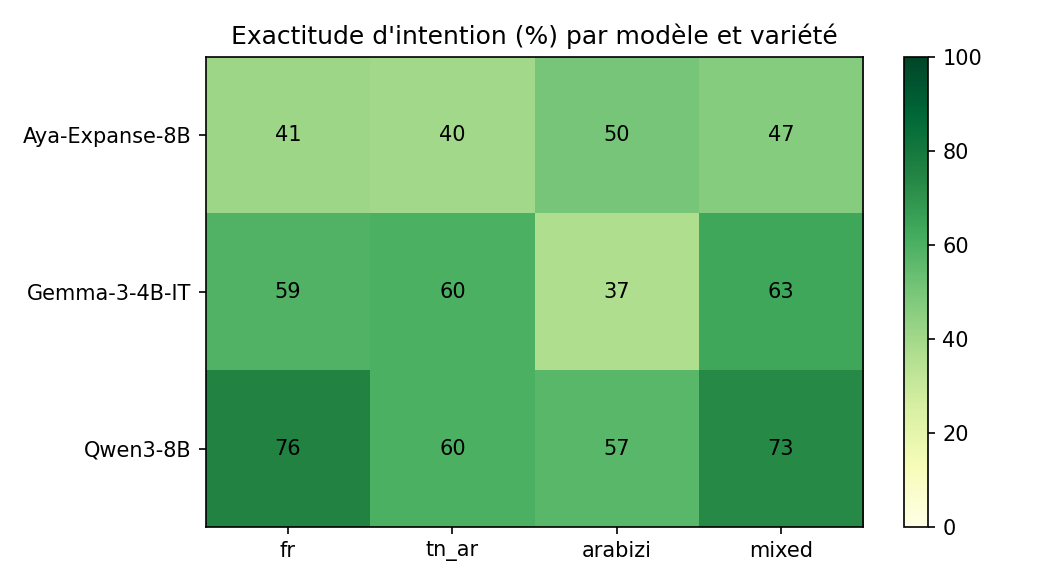 Exactitude d'intention (%) par modèle et variété
Aya-Expanse-8B 41 40 50 47
Gemma-3-4B-IT 59 60 37 63
Qwen3-8B 76 60 57 73
fr tn_ar arabizi mixed
100
80
60
40
20
0